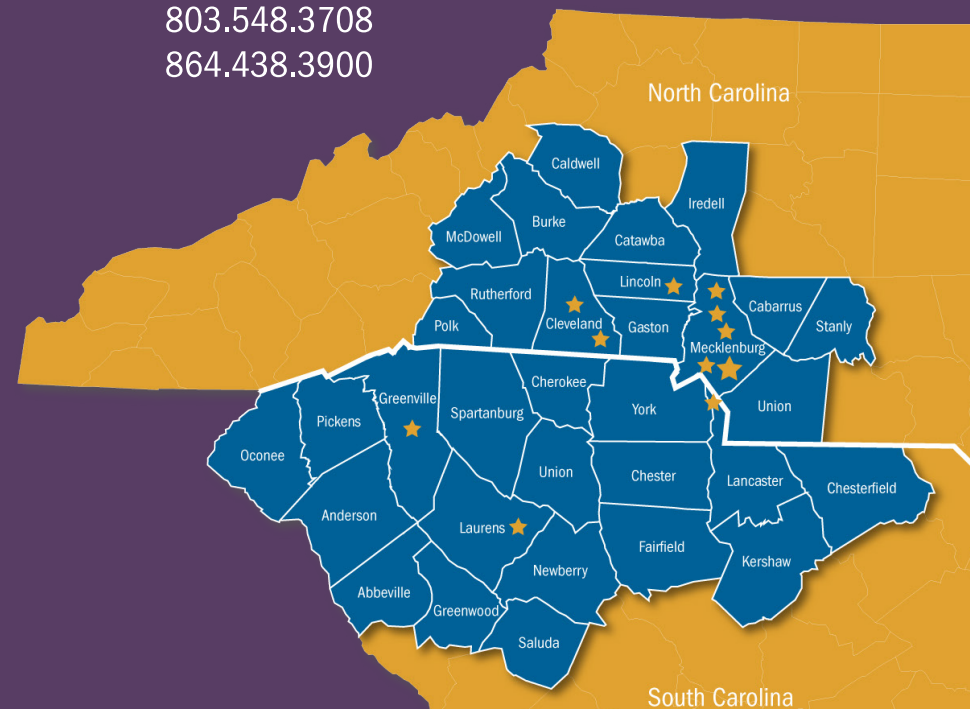 803.548.3708
864.438.3900
North Carolina
Caldwell
Iredell
Burke
McDowell
Catawba
Lincoln
Rutherford
Cabarrus
Polk
Cleveland
Gaston
Stanly
Mecklenburg
Cherokee
Greenville
Union
York
Spartanburg
Pickens
Oconee
Union
Chester
Lancaster
Chesterfield
Anderson
Laurens
Fairfield
Kershaw
Newberry
Abbeville
Greenwood
Saluda
South Carolina